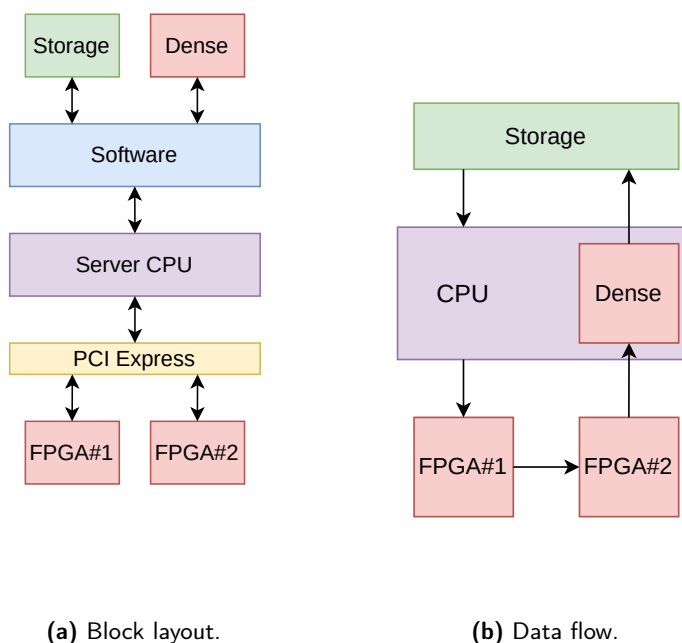 Storage
Dense
Software
Server CPU
PCI Express
FPGA#1
FPGA#2
(a) Block layout.
Storage
CPU
Dense
FPGA#1
FPGA#2
(b) Data flow.